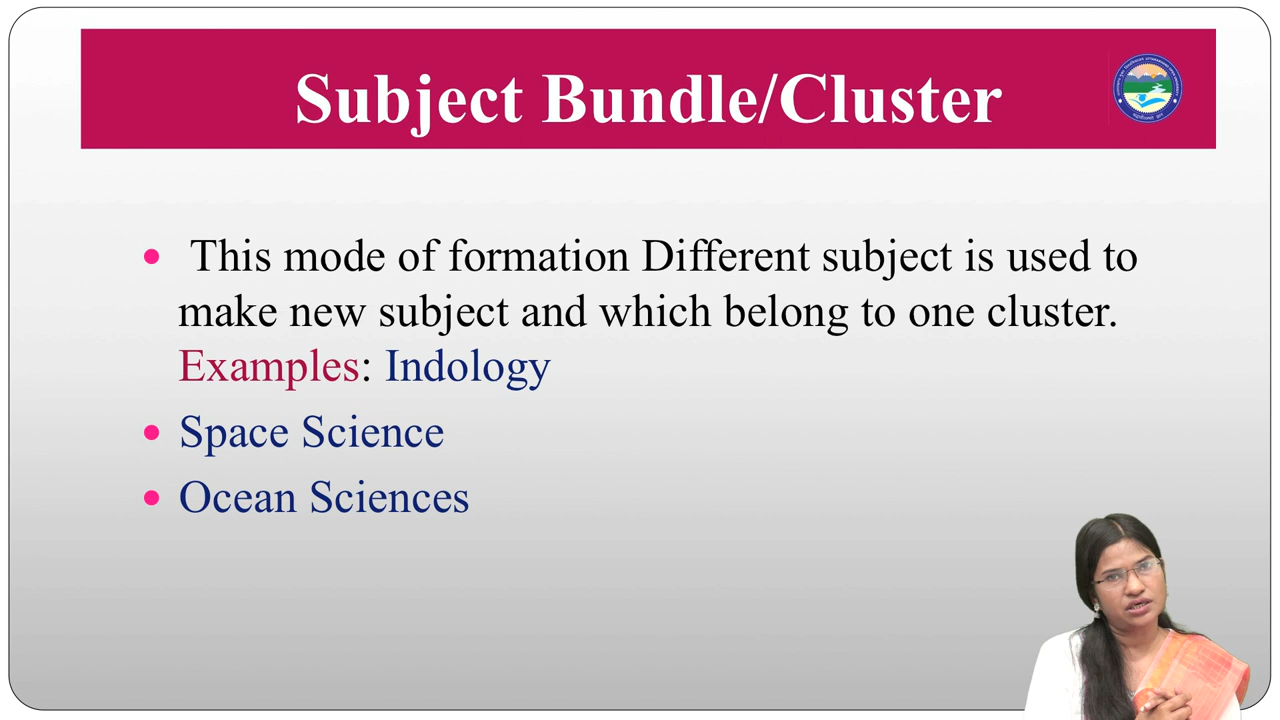 Subject Bundle/Cluster
This mode of formation Different subject is used to
make new subject and which belong to one cluster.
Examples: Indology
Space Science
Ocean Sciences